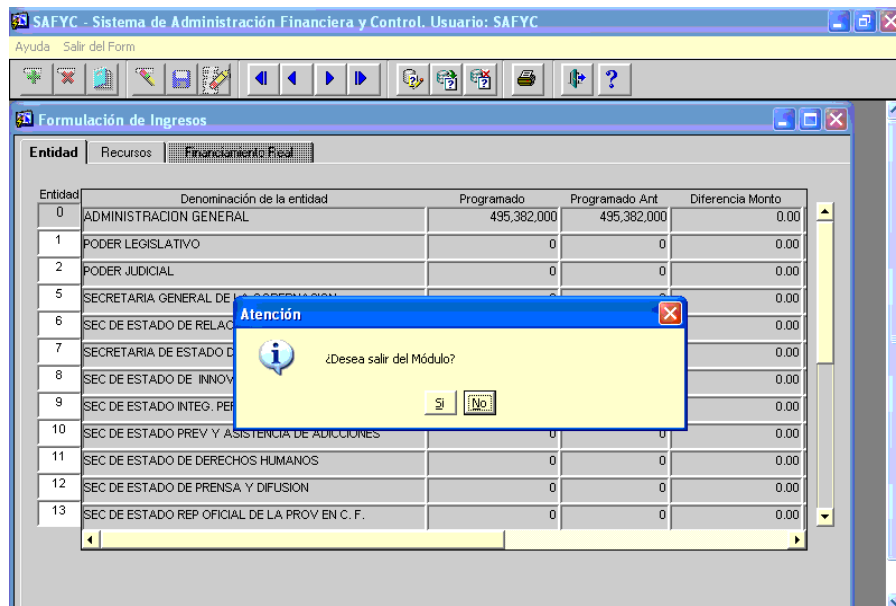 SAFYC - Sistema de Administración Financiera y Control. Usuario: SAFYC
Ayuda Salir del Form
Formulación de Ingresos
Entidad Recursos Financiamiento Real
Entidad Denominación de la entidad Programado Programado Ant Diferencia Monto
0 ADMINISTRACION GENERAL 495,382,000 495,382,000 0.00
1 PODER LEGISLATIVO 0 0 0.00
2 PODER JUDICIAL 0 0 0.00
5 SECRETARIA GENERAL DE LA GOBERNACION 0 0 0.00
6 SEC DE ESTADO DE RELAC 0.00
7 SECRETARIA DE ESTADO D 0.00
8 SEC DE ESTADO DE INNOV 0.00
9 SEC DE ESTADO INTEG. PER 0.00
10 SEC DE ESTADO PREV Y ASISTENCIA DE ADICCIONES 0 0 0.00
11 SEC DE ESTADO DE DERECHOS HUMANOS 0 0 0.00
12 SEC DE ESTADO DE PRENSA Y DIFUSION 0 0 0.00
13 SEC DE ESTADO REP OFICIAL DE LA PROV EN C. F. 0 0 0.00
Atención
¿Desea salir del Módulo?
Si No